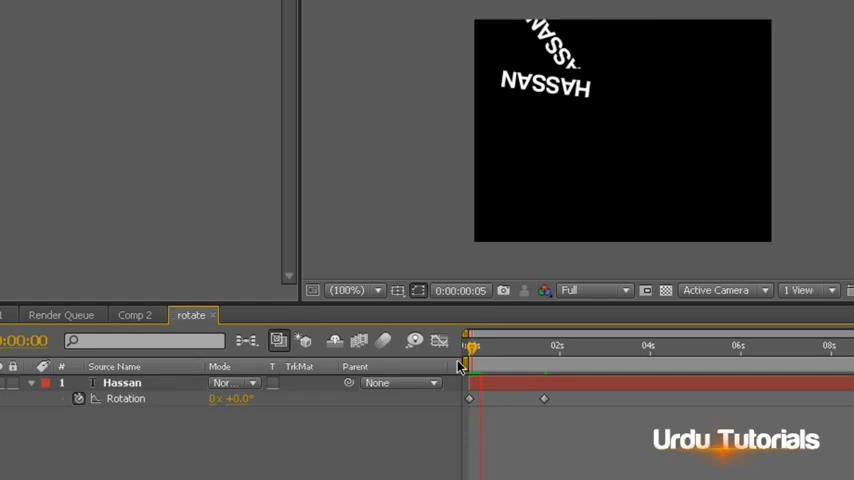 HASSAN
HASSAN
(100%)
0:00:00:05
Full
Active Camera
1 View
Render Queue
Comp 2
rotate
0:00:00
02s
04s
06s
08s
#
Source Name
Mode
T
TrkMat
Parent
1
T
Hassan
Nor...
None
Rotation
0x +0.0°
Urdu Tutorials